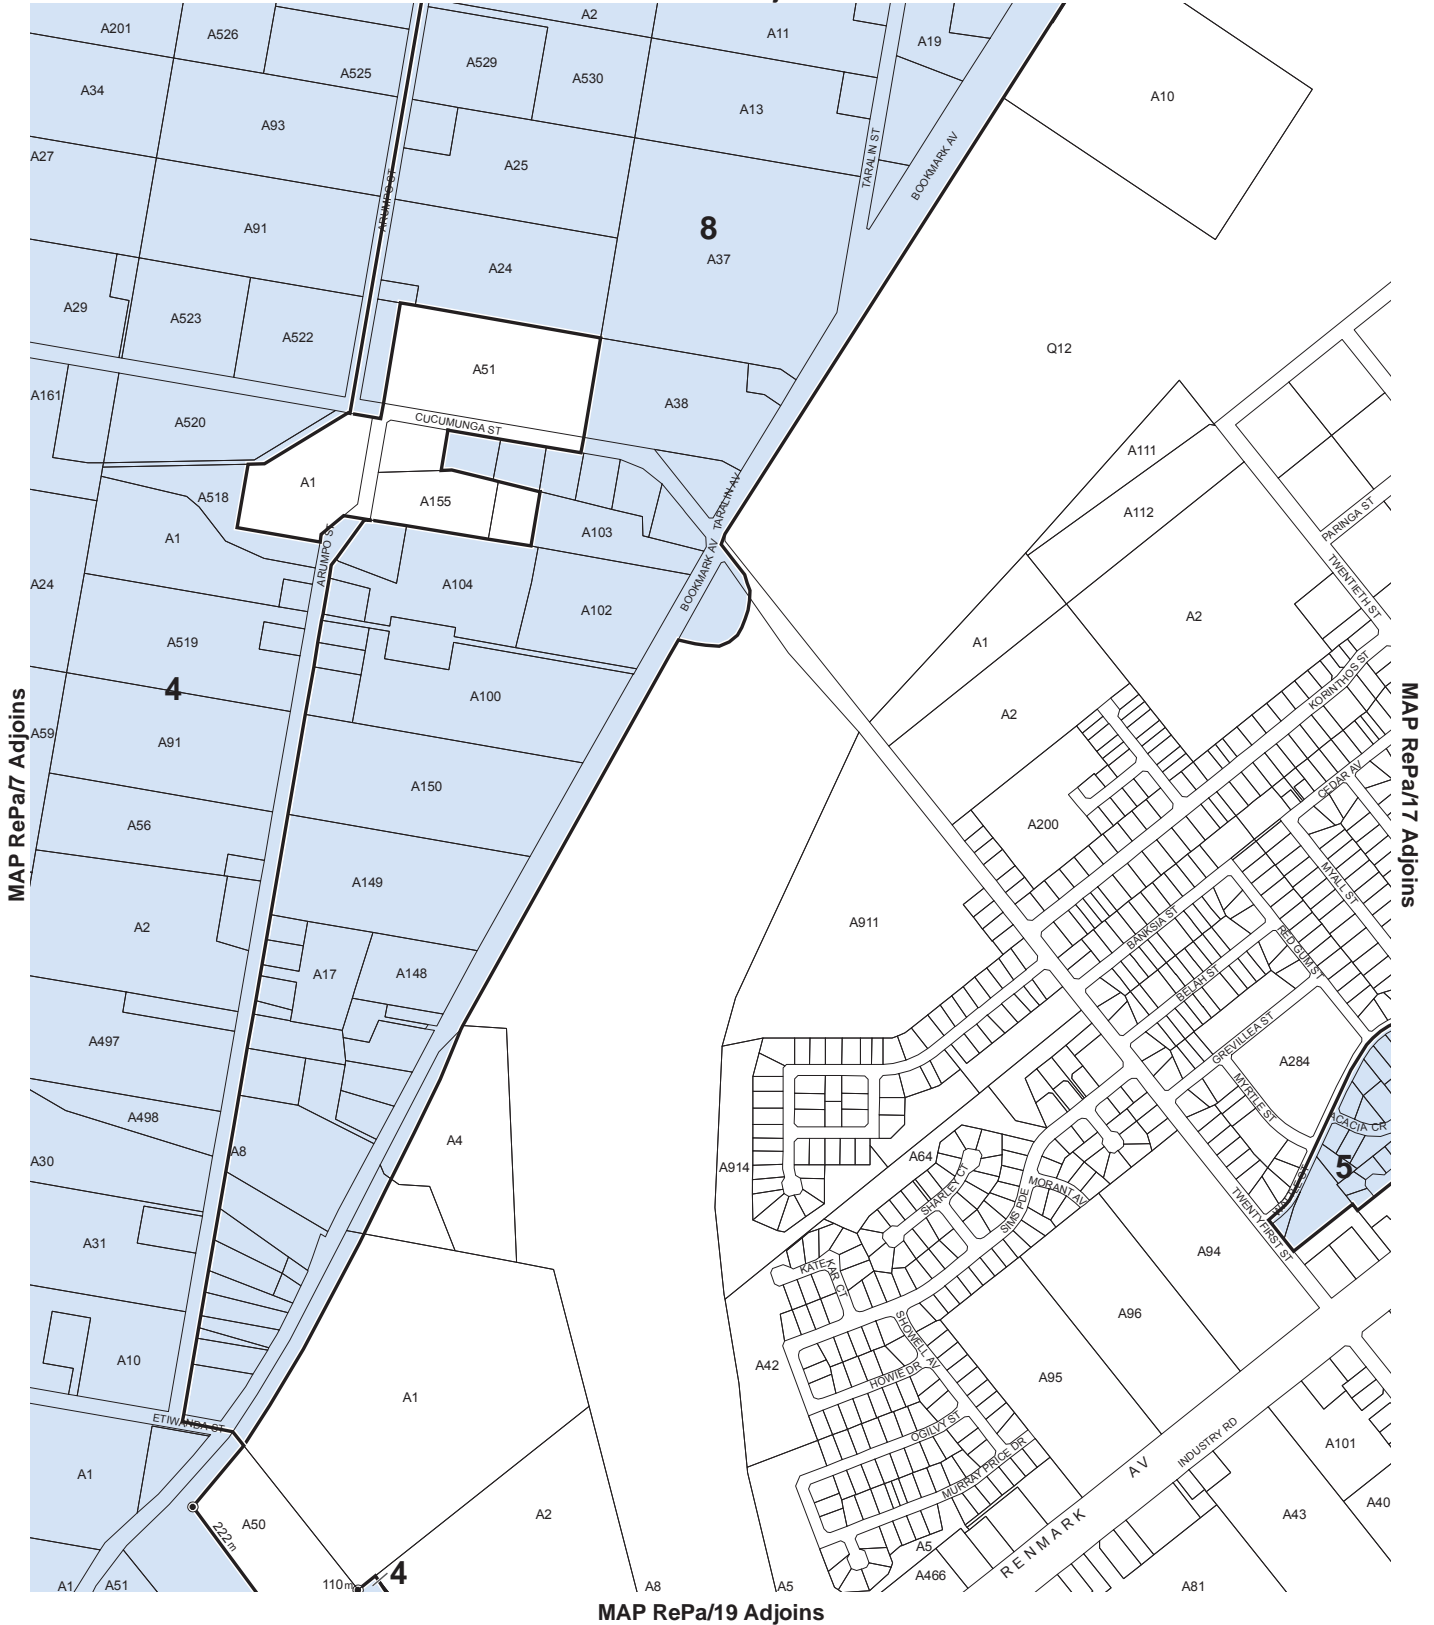 A201
A526
A525
A2
A529
A530
A11
A19
A34
A93
A13
A10
A27
A25
TARALIN ST
BOOKMARK AV
ARUMPO ST
A91
A24
8
A37
A29
A523
A522
A51
Q12
A161
A520
CUCUMUNGA ST
A38
A111
A1
A518
A155
A103
TARALIN AV
A112
PARINGA ST
A1
ARUMPO ST
BOOKMARK AV
TWENTIETH ST
A24
A104
A102
A2
A519
A1
KORINTHOS ST
4
A100
A2
MAP RePa/7 Adjoins
MAP RePa/17 Adjoins
A59
A91
A150
CEDAR AV
A56
A200
A149
MYALL ST
A2
A911
BANKSIA ST
RED GUM ST
A17
A148
BELAH ST
A497
GREVILLEA ST
A284
MYRTLE ST
A498
ACACIA CR
A4
A8
A30
A914
A64
SHARLEY CT
SIMS PDE
MORANT AV
5
TWENTYFIRST ST
A31
A94
KATE
KAR CT
A96
SHOWELL AV
A10
A42
HOWIE DR
A95
A1
ETIWANDA ST
OGILVY ST
INDUSTRY RD
A101
A1
MURRAY PRICE DR
RENMARK AV
A40
A50
222m
A2
A43
A5
A466
A1
A51
110m
4
A8
A5
A81
MAP RePa/19 Adjoins